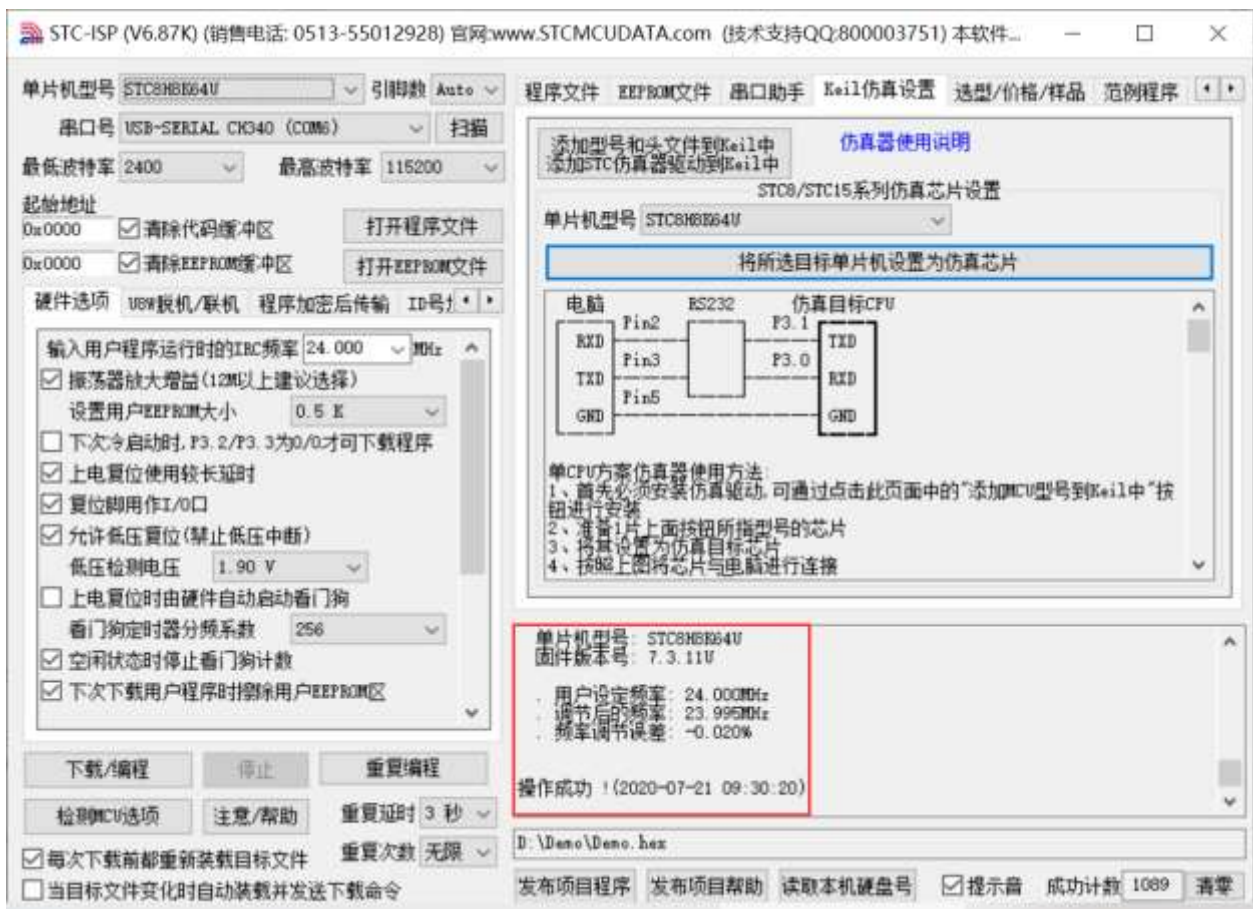 STC-ISP (V6.87K) (销售电话: 0513-55012928) 官网:www.STCMCUDATA.com (技术支持QQ:800003751) 本软件...
单片机型号 STC8H8K64U 引脚数 Auto
串口号 USB-SERIAL CH340 (COM6) 扫描
最低波特率 2400 最高波特率 115200
起始地址
0x0000 清除代码缓冲区 打开程序文件
0x0000 清除EEPROM缓冲区 打开EEPROM文件
硬件选项 U8W脱机/联机 程序加密后传输 ID号
输入用户程序运行时的IRC频率 24.000 MHz
振荡器放大增益(12M以上建议选择)
设置用户EEPROM大小 0.5 K
下次冷启动时,P3.2/P3.3为0/0才可下载程序
上电复位使用较长延时
复位脚用作I/O口
允许低压复位(禁止低压中断)
低压检测电压 1.90 V
上电复位时由硬件自动启动看门狗
看门狗定时器分频系数 256
空闲状态时停止看门狗计数
下次下载用户程序时擦除用户EEPROM区
下载/编程 停止 重复编程
检测MCU选项 注意/帮助 重复延时 3 秒
每次下载前都重新装载目标文件 重复次数 无限
当目标文件变化时自动装载并发送下载命令
程序文件 EEPROM文件 串口助手 Keil仿真设置 选型/价格/样品 范例程序
添加型号和头文件到Keil中
添加STC仿真器驱动到Keil中
仿真器使用说明
STC8/STC15系列仿真芯片设置
单片机型号 STC8H8K64U
将所选目标单片机设置为仿真芯片
电脑 RS232 仿真目标CPU
Pin2 P3.1
RXD TXD
Pin3 P3.0
TXD RXD
Pin5
GND GND
单CPU方案仿真器使用方法:
1、首先必须安装仿真驱动,可通过点击此页面中的"添加MCU型号到Keil中"按
钮进行安装
2、准备1片上面按钮所指型号的芯片
3、将其设置为仿真目标芯片
4、按照上图将芯片与电脑进行连接
单片机型号: STC8H8K64U
固件版本号: 7.3.11U
. 用户设定频率: 24.000MHz
. 调节后的频率: 23.995MHz
. 频率调节误差: -0.020%
操作成功 !(2020-07-21 09:30:20)
D:\Demo\Demo.hex
发布项目程序 发布项目帮助 读取本机硬盘号 提示音 成功计数 1089 清零